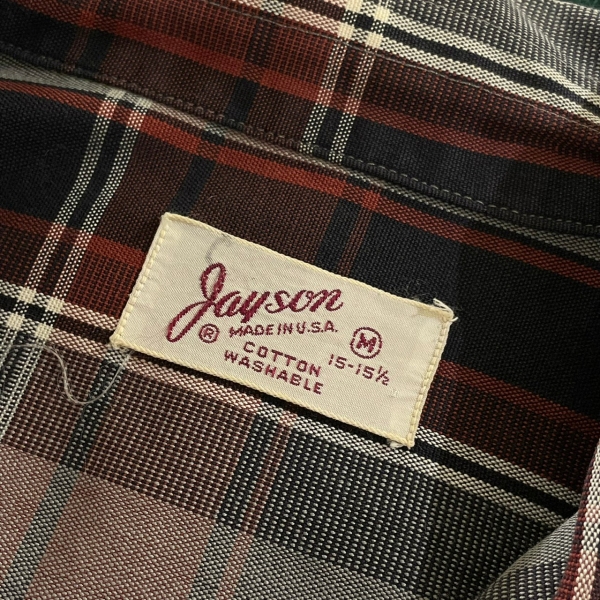 Jayson
® MADE IN U.S.A. M
COTTON 15-15½
WASHABLE